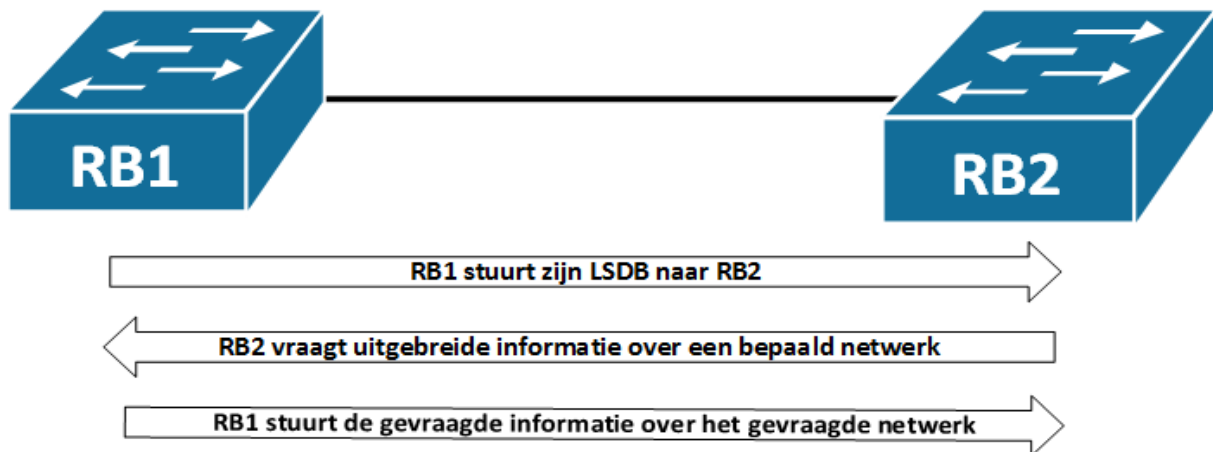 RB1
RB2
RB1 stuurt zijn LSDB naar RB2
RB2 vraagt uitgebreide informatie over een bepaald netwerk
RB1 stuurt de gevraagde informatie over het gevraagde netwerk